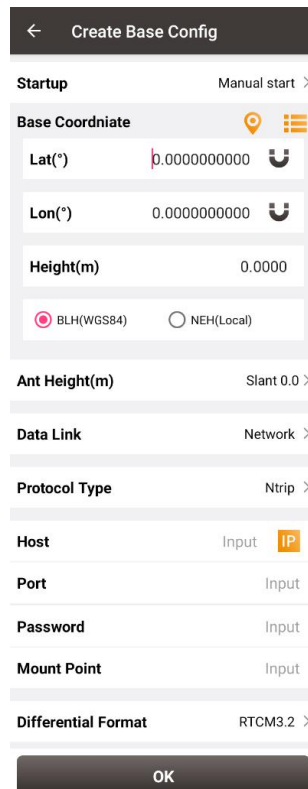 Create Base Config
Startup Manual start
Base Coordniate
Lat(°) 0.0000000000
Lon(°) 0.0000000000
Height(m) 0.0000
BLH(WGS84) NEH(Local)
Ant Height(m) Slant 0.0
Data Link Network
Protocol Type Ntrip
Host Input IP
Port Input
Password Input
Mount Point Input
Differential Format RTCM3.2
OK